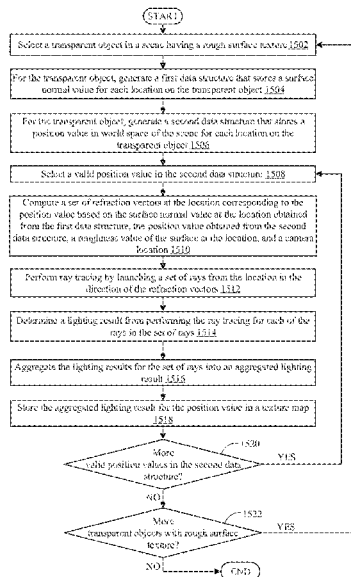 START
Select a transparent object in a scene having a rough surface texture 1502
For the transparent object, generate a first data structure that stores a surface
normal value for each location on the transparent object 1504
For the transparent object, generate a second data structure that stores a
position value in world space of the scene for each location on the
transparent object 1506
Select a valid position value in the second data structure 1508
Compute a set of refraction vectors at the location corresponding to the
position value based on the surface normal value at the location obtained
from the first data structure, the position value obtained from the second
data structure, a roughness value of the surface at the location, and a camera
location 1510
Perform ray tracing by launching a set of rays from the location in the
direction of the refraction vectors 1512
Determine a lighting result from performing the ray tracing for each of the
rays in the set of rays 1514
Aggregate the lighting results for the set of rays into an aggregated lighting
result 1516
Store the aggregated lighting result for the position value in a texture map
1518
1520
More
valid position values in the second data
structure?
YES
NO
1522
More
transparent objects with rough surface
texture?
YES
NO
END